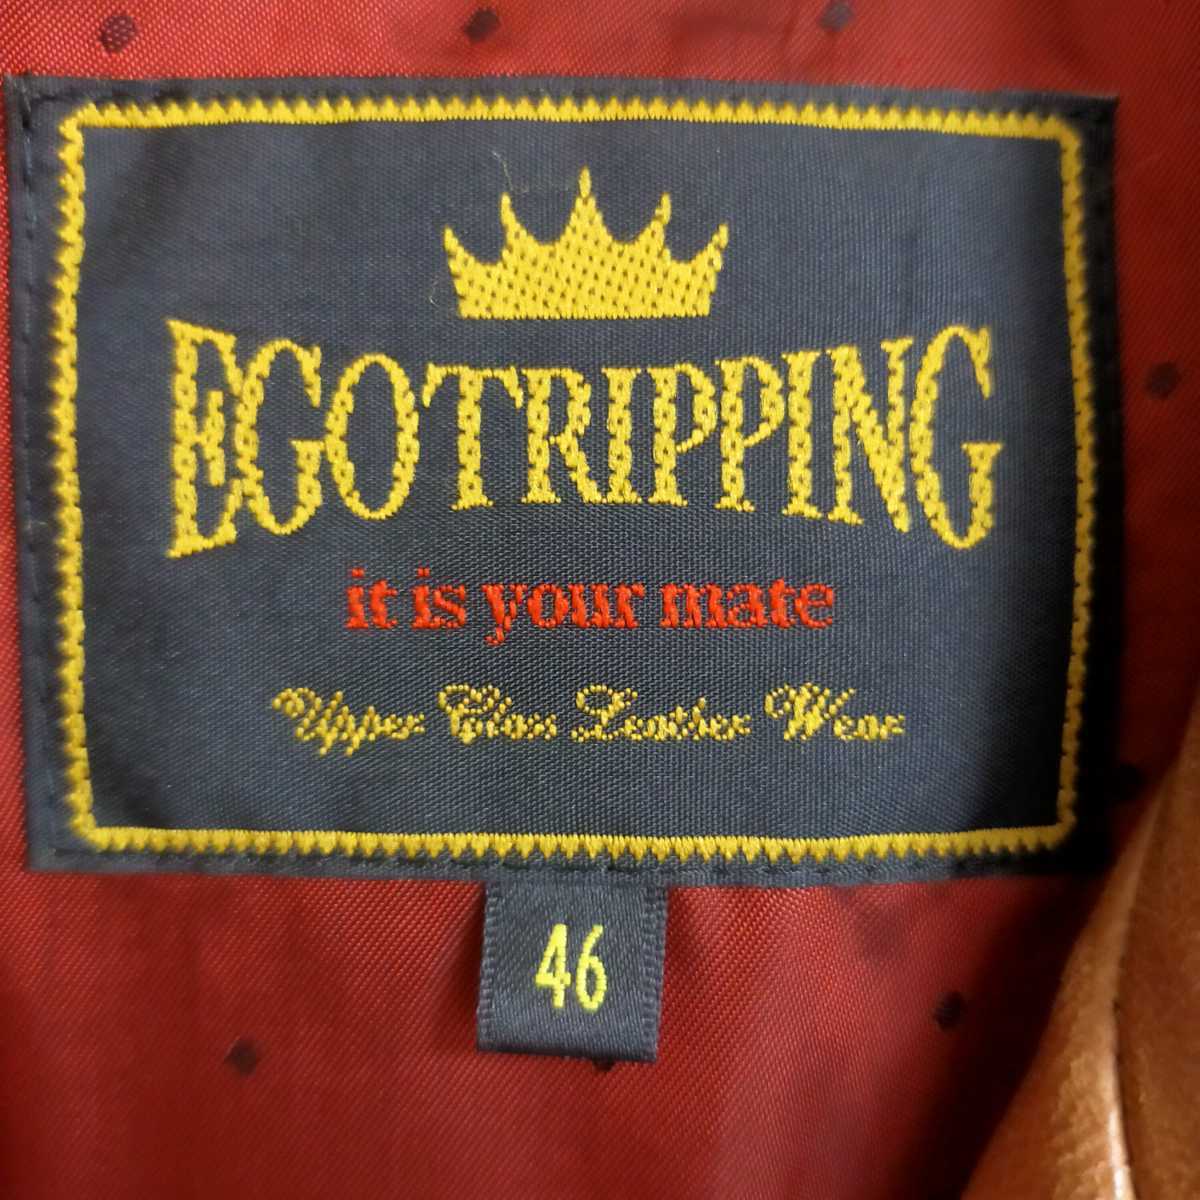 EGOTRIPPING
it is your mate
Upper Class Leather Wear
46